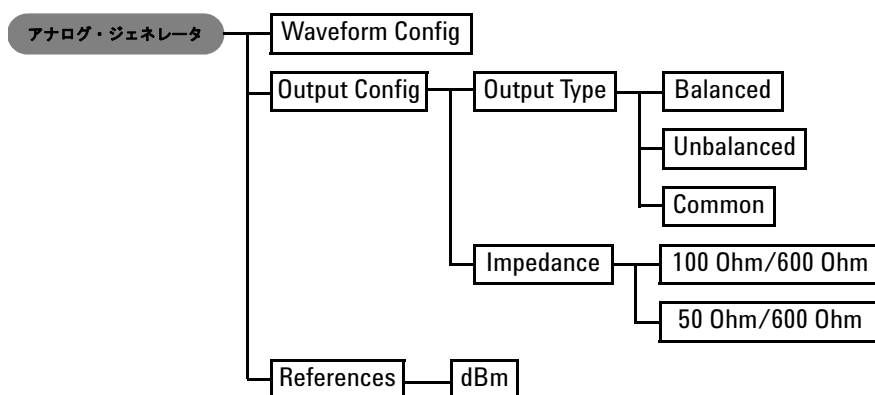 アナログ・ジェネレータ
Waveform Config
Output Config
Output Type
Balanced
Unbalanced
Common
Impedance
100 Ohm/600 Ohm
50 Ohm/600 Ohm
References
dBm